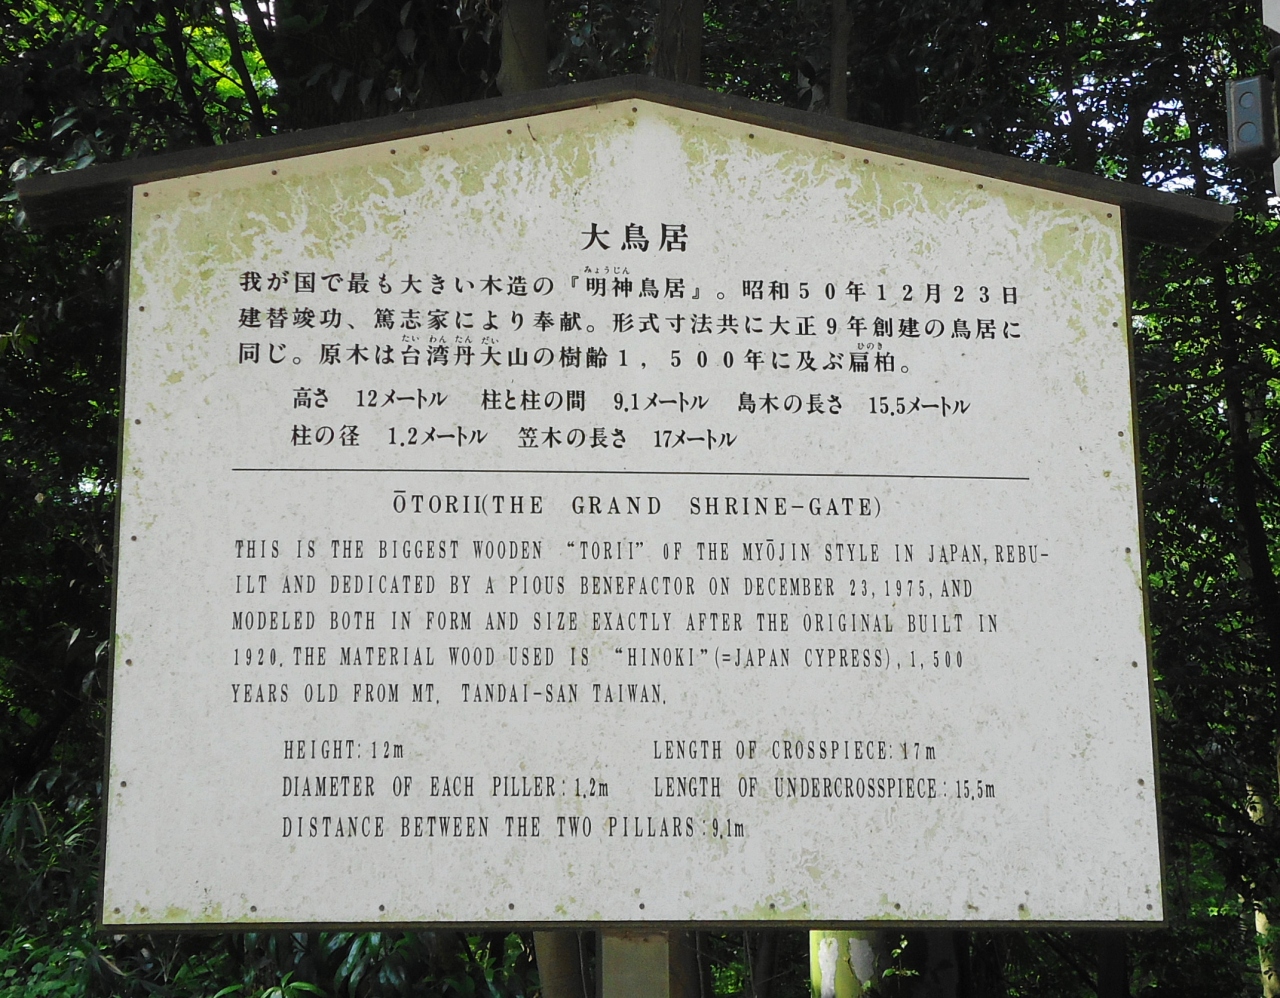 大鳥居
我が国で最も大きい木造の『明神鳥居』。昭和50年12月23日
建替竣功、篤志家により奉献。形式寸法共に大正9年創建の鳥居に
同じ。原木は台湾丹大山の樹齢1,500年に及ぶ扁柏。
高さ 12メートル 柱と柱の間 9.1メートル 島木の長さ 15.5メートル
柱の径 1.2メートル 笠木の長さ 17メートル
ŌTORII(THE GRAND SHRINE-GATE)
THIS IS THE BIGGEST WOODEN “TORII” OF THE MYŌJIN STYLE IN JAPAN, REBU-
ILT AND DEDICATED BY A PIOUS BENEFACTOR ON DECEMBER 23, 1975, AND
MODELED BOTH IN FORM AND SIZE EXACTLY AFTER THE ORIGINAL BUILT IN
1920. THE MATERIAL WOOD USED IS “HINOKI” (=JAPAN CYPRESS), 1,500
YEARS OLD FROM MT. TANDAI-SAN TAIWAN.
HEIGHT: 12m LENGTH OF CROSSPIECE: 17m
DIAMETER OF EACH PILLER: 1.2m LENGTH OF UNDERCROSSPIECE: 15.5m
DISTANCE BETWEEN THE TWO PILLARS: 9.1m